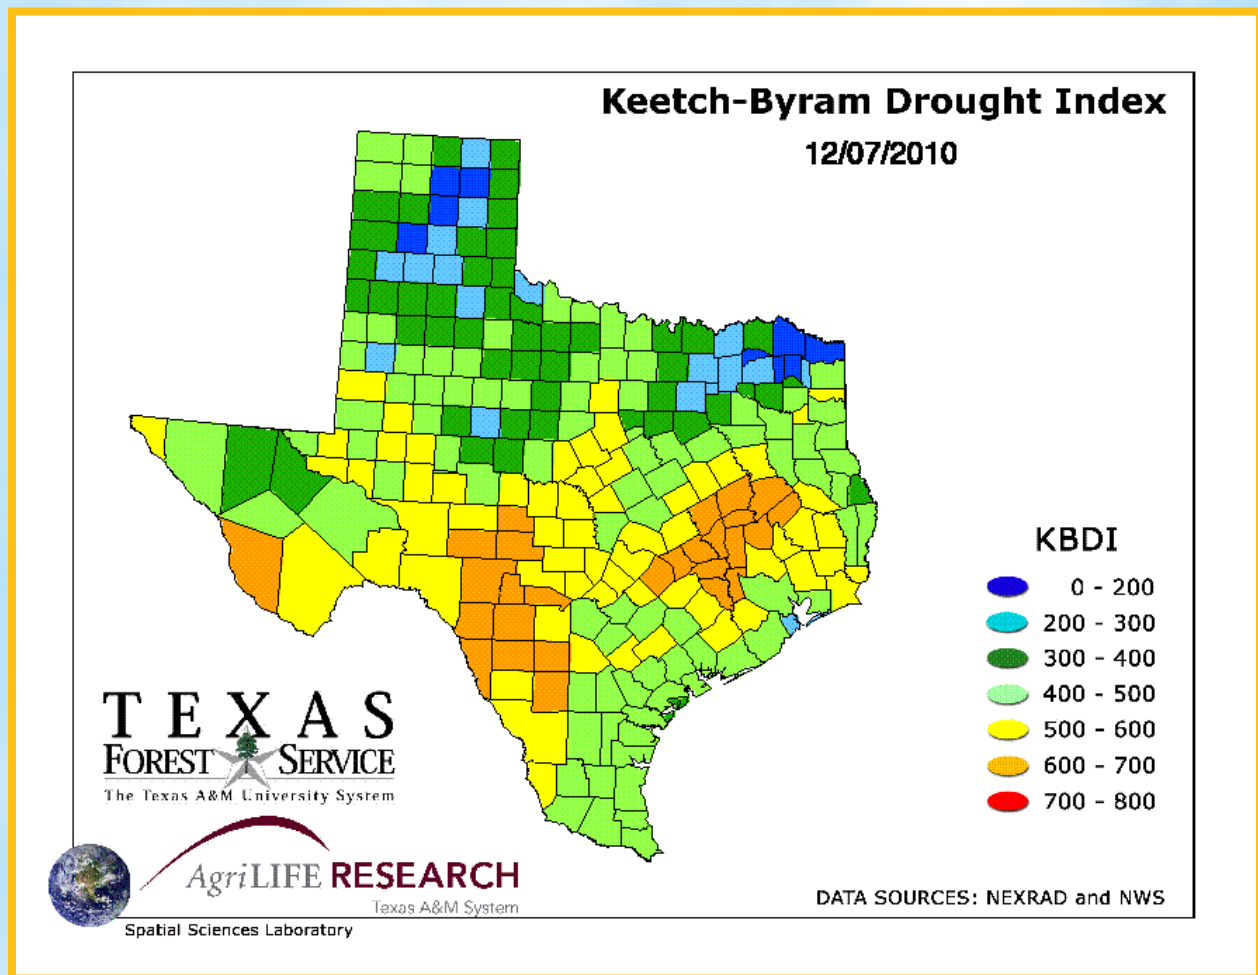 Keetch-Byram Drought Index
12/07/2010
KBDI
0 - 200
200 - 300
300 - 400
400 - 500
500 - 600
600 - 700
700 - 800
TEXAS
FOREST SERVICE
The Texas A&M University System
AgriLIFE RESEARCH
Texas A&M System
Spatial Sciences Laboratory
DATA SOURCES: NEXRAD and NWS